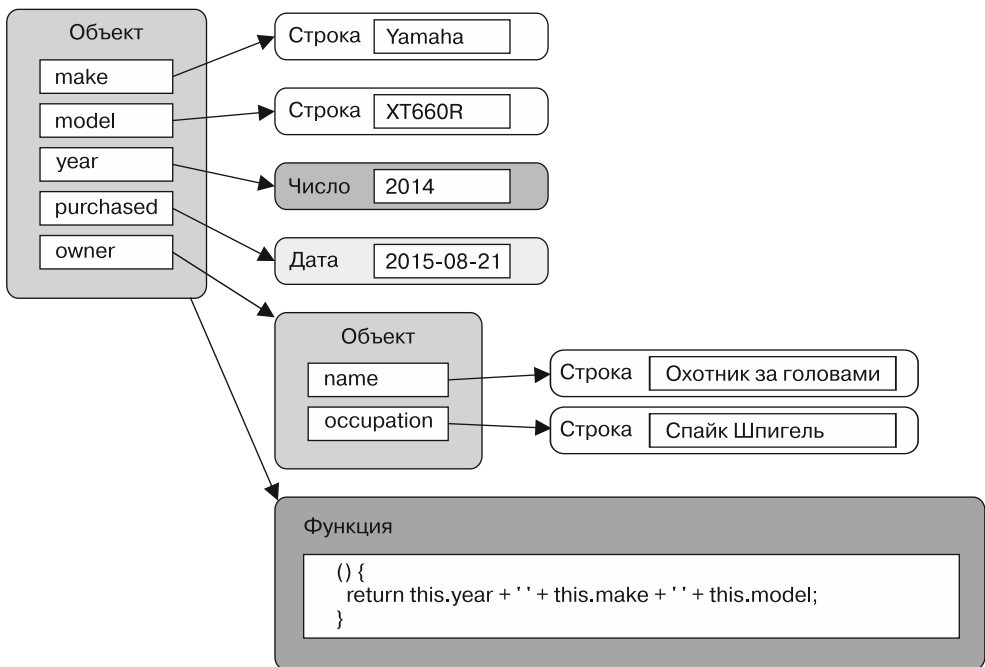 Объект
make
model
year
purchased
owner
Строка Yamaha
Строка XT660R
Число 2014
Дата 2015-08-21
Объект
name
occupation
Строка Охотник за головами
Строка Спайк Шпигель
Функция
() {
return this.year + ' ' + this.make + ' ' + this.model;
}